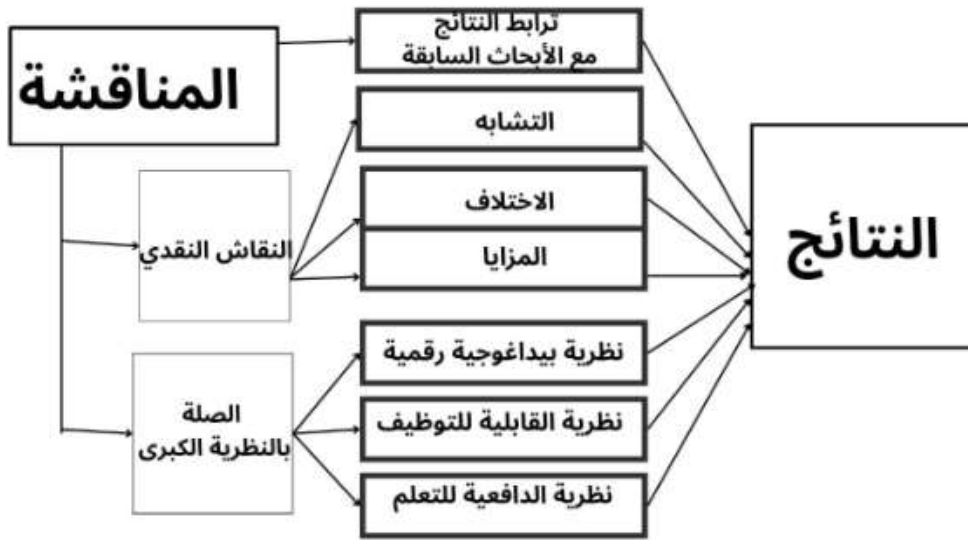 ترابط النتائج
مع الأبحاث السابقة
المناقشة
التشابه
الاختلاف
النقاش النقدي
المزايا
النتائج
نظرية بيداغوجية رقمية
الصلة
بالنظرية الكبرى
نظرية القابلية للتوظيف
نظرية الدافعية للتعلم